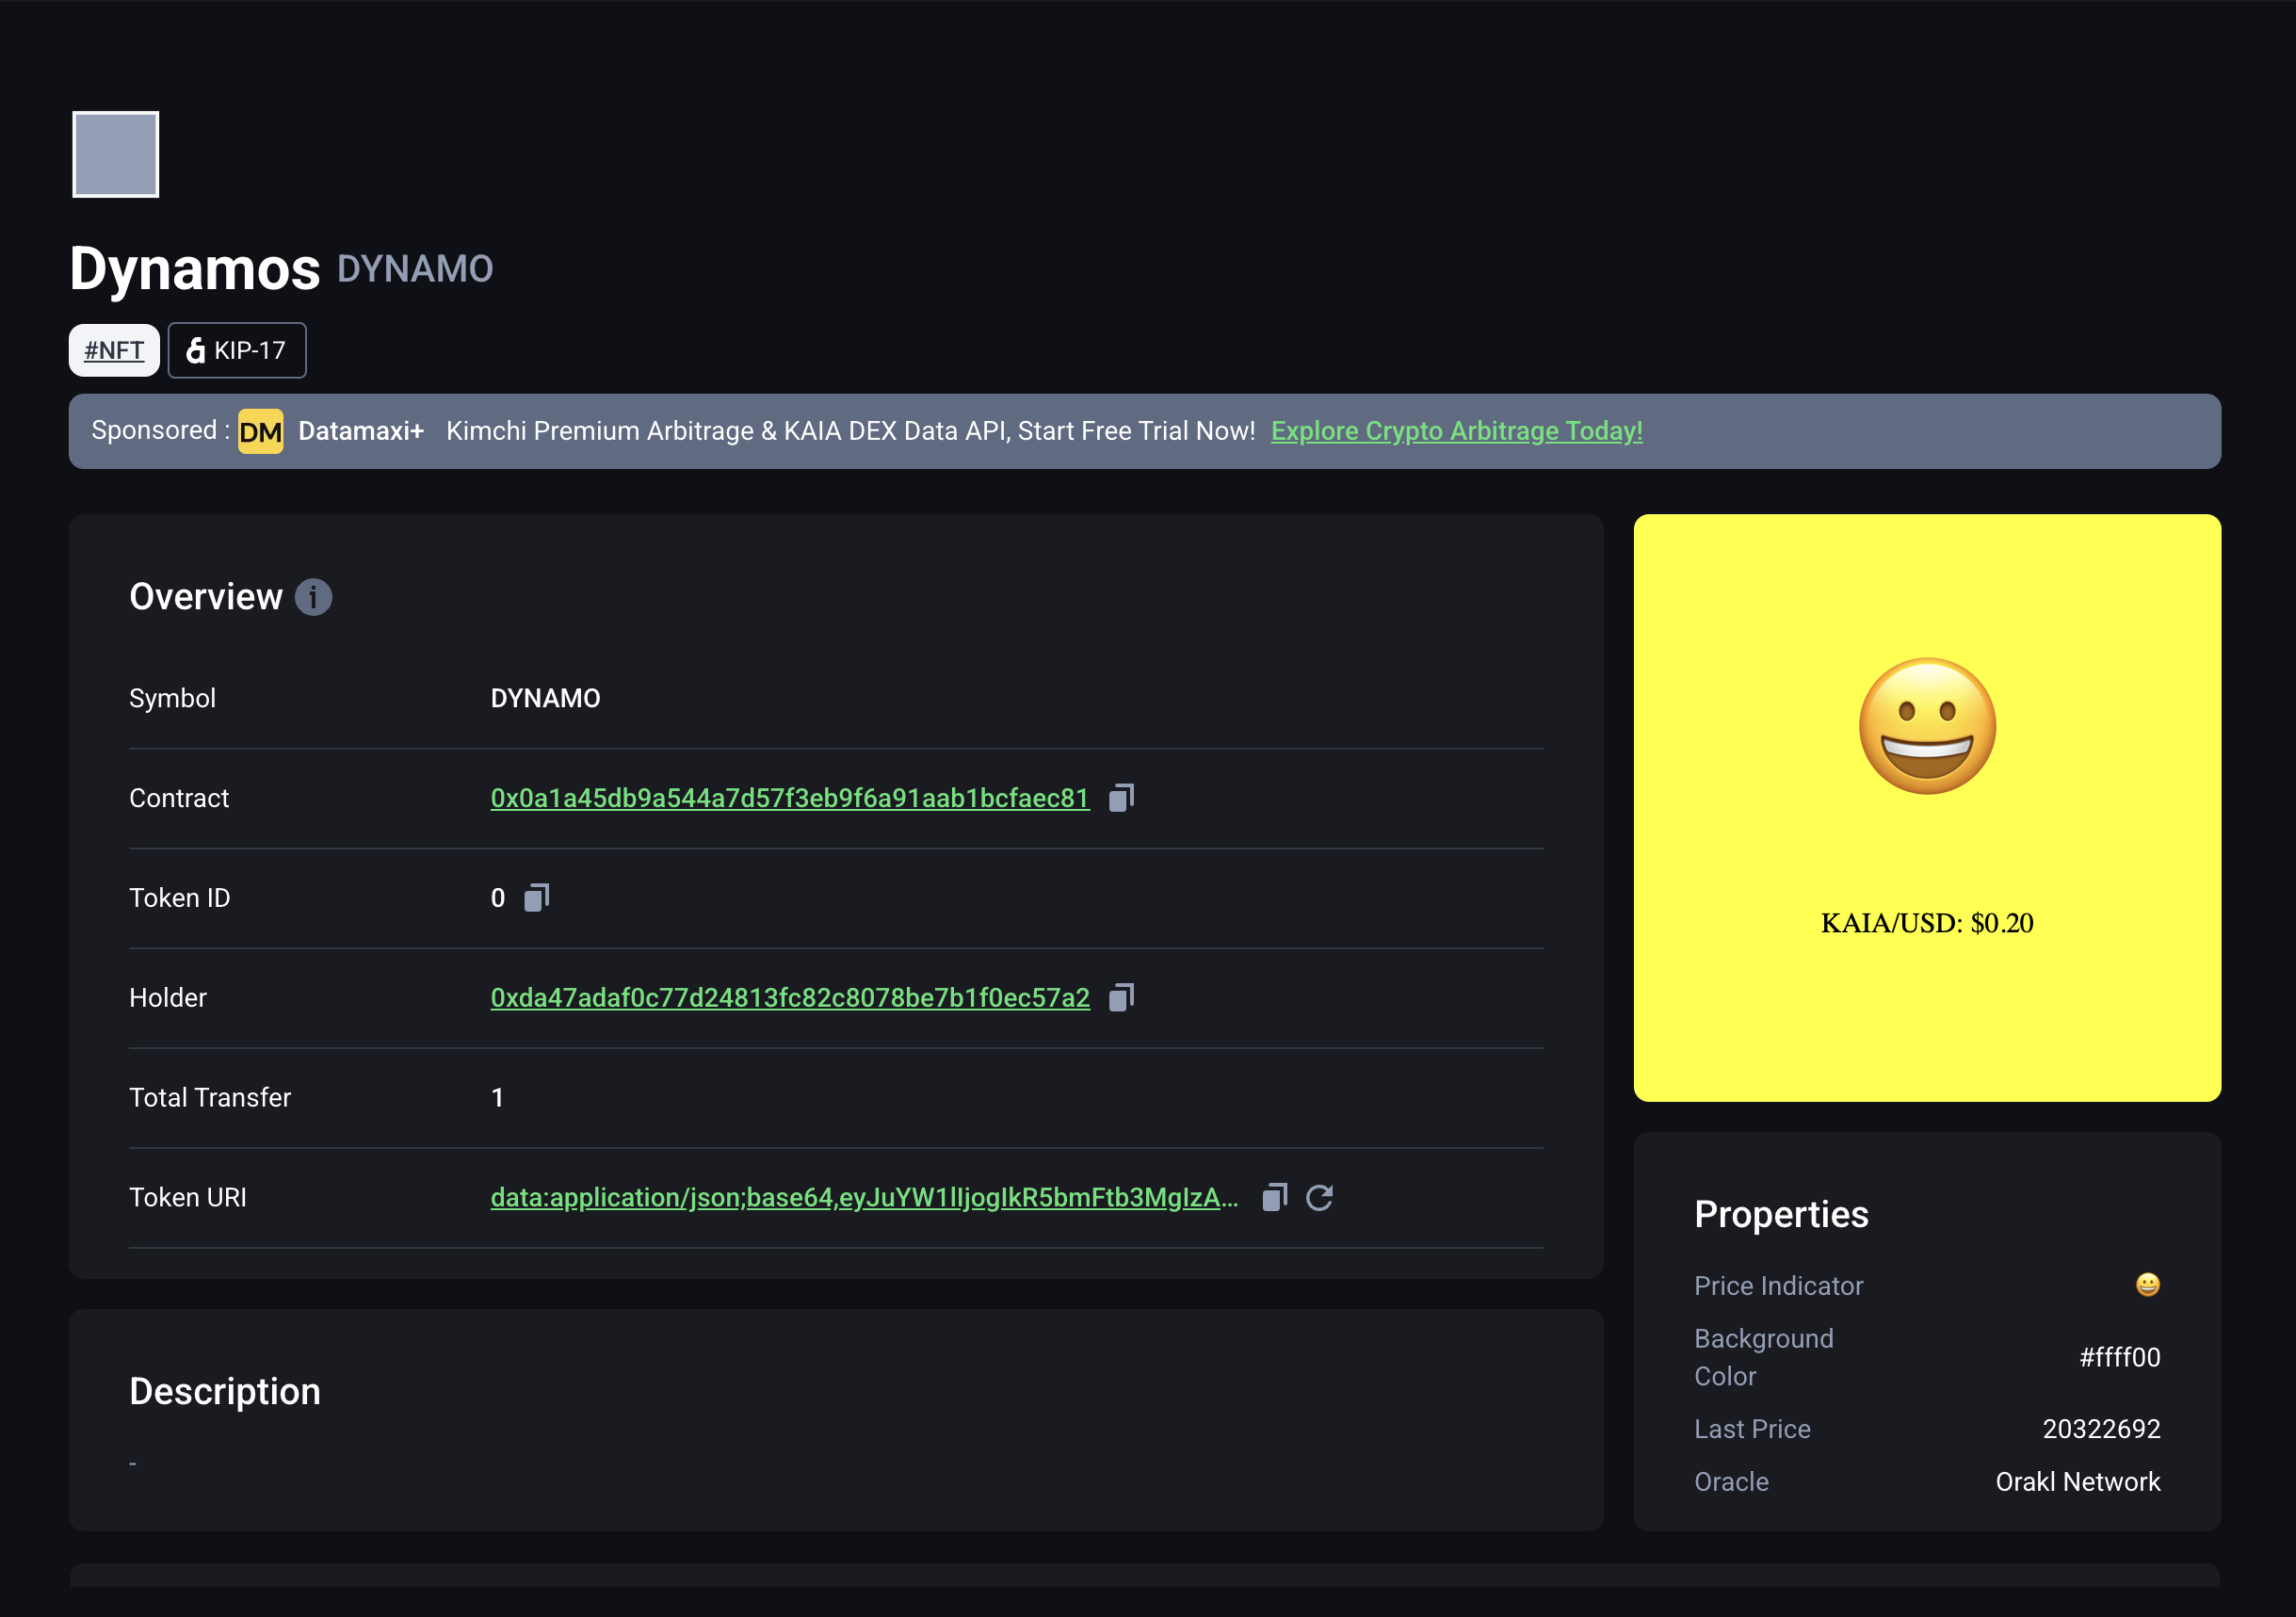 Dynamos DYNAMO
#NFT KIP-17
Sponsored : DM Datamaxi+ Kimchi Premium Arbitrage & KAIA DEX Data API, Start Free Trial Now! Explore Crypto Arbitrage Today!
Overview i
Symbol DYNAMO
Contract 0x0a1a45db9a544a7d57f3eb9f6a91aab1bcfaec81
Token ID 0
Holder 0xda47adaf0c77d24813fc82c8078be7b1f0ec57a2
Total Transfer 1
Token URI data:application/json;base64,eyJuYW1lIjogIkR5bmFtb3MgIzA...
Description
-
KAIA/USD: $0.20
Properties
Price Indicator 😀
Background
Color #ffff00
Last Price 20322692
Oracle Orakl Network